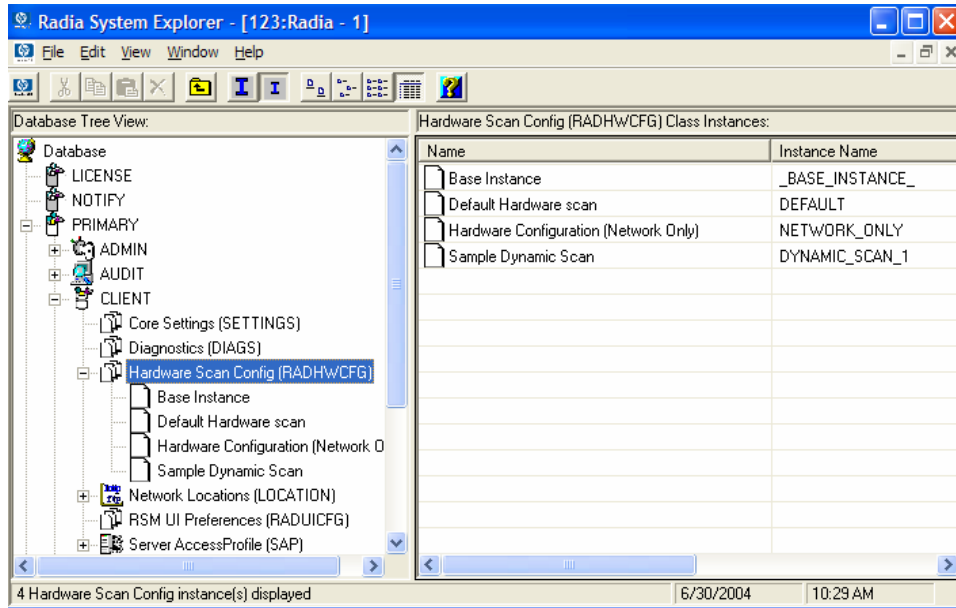 Radia System Explorer - [123:Radia - 1]
File Edit View Window Help
Database Tree View:
Database
LICENSE
NOTIFY
PRIMARY
ADMIN
AUDIT
CLIENT
Core Settings (SETTINGS)
Diagnostics (DIAGS)
Hardware Scan Config (RADHWCFG)
Base Instance
Default Hardware scan
Hardware Configuration (Network O
Sample Dynamic Scan
Network Locations (LOCATION)
RSM UI Preferences (RADUICFG)
Server AccessProfile (SAP)
Hardware Scan Config (RADHWCFG) Class Instances:
Name Instance Name
Base Instance _BASE_INSTANCE_
Default Hardware scan DEFAULT
Hardware Configuration (Network Only) NETWORK_ONLY
Sample Dynamic Scan DYNAMIC_SCAN_1
4 Hardware Scan Config instance(s) displayed 6/30/2004 10:29 AM